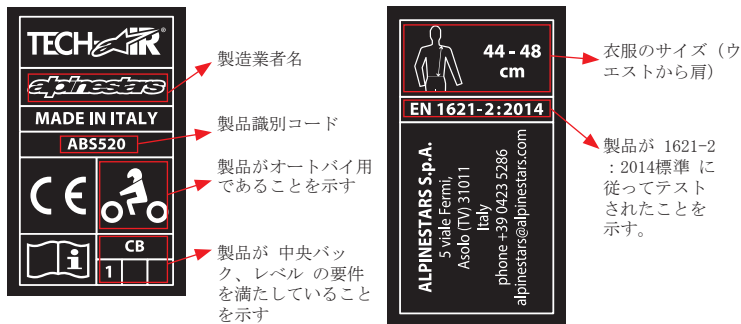 TECH-AIR
alpinestars
MADE IN ITALY
ABS520
CE
CB
1
製造業者名
製品識別コード
製品がオートバイ用
であることを示す
製品が 中央バッ
ク、レベル の要件
を満たしていること
を示す
44 - 48
cm
EN 1621-2:2014
ALPINESTARS S.p.A.
5 viale Fermi,
Asolo (TV) 31011
Italy
phone +39 0423 5286
alpinestars@alpinestars.com
衣服のサイズ（ウ
エストから肩）
製品が 1621-2
：2014標準 に
従ってテスト
されたことを
示す。